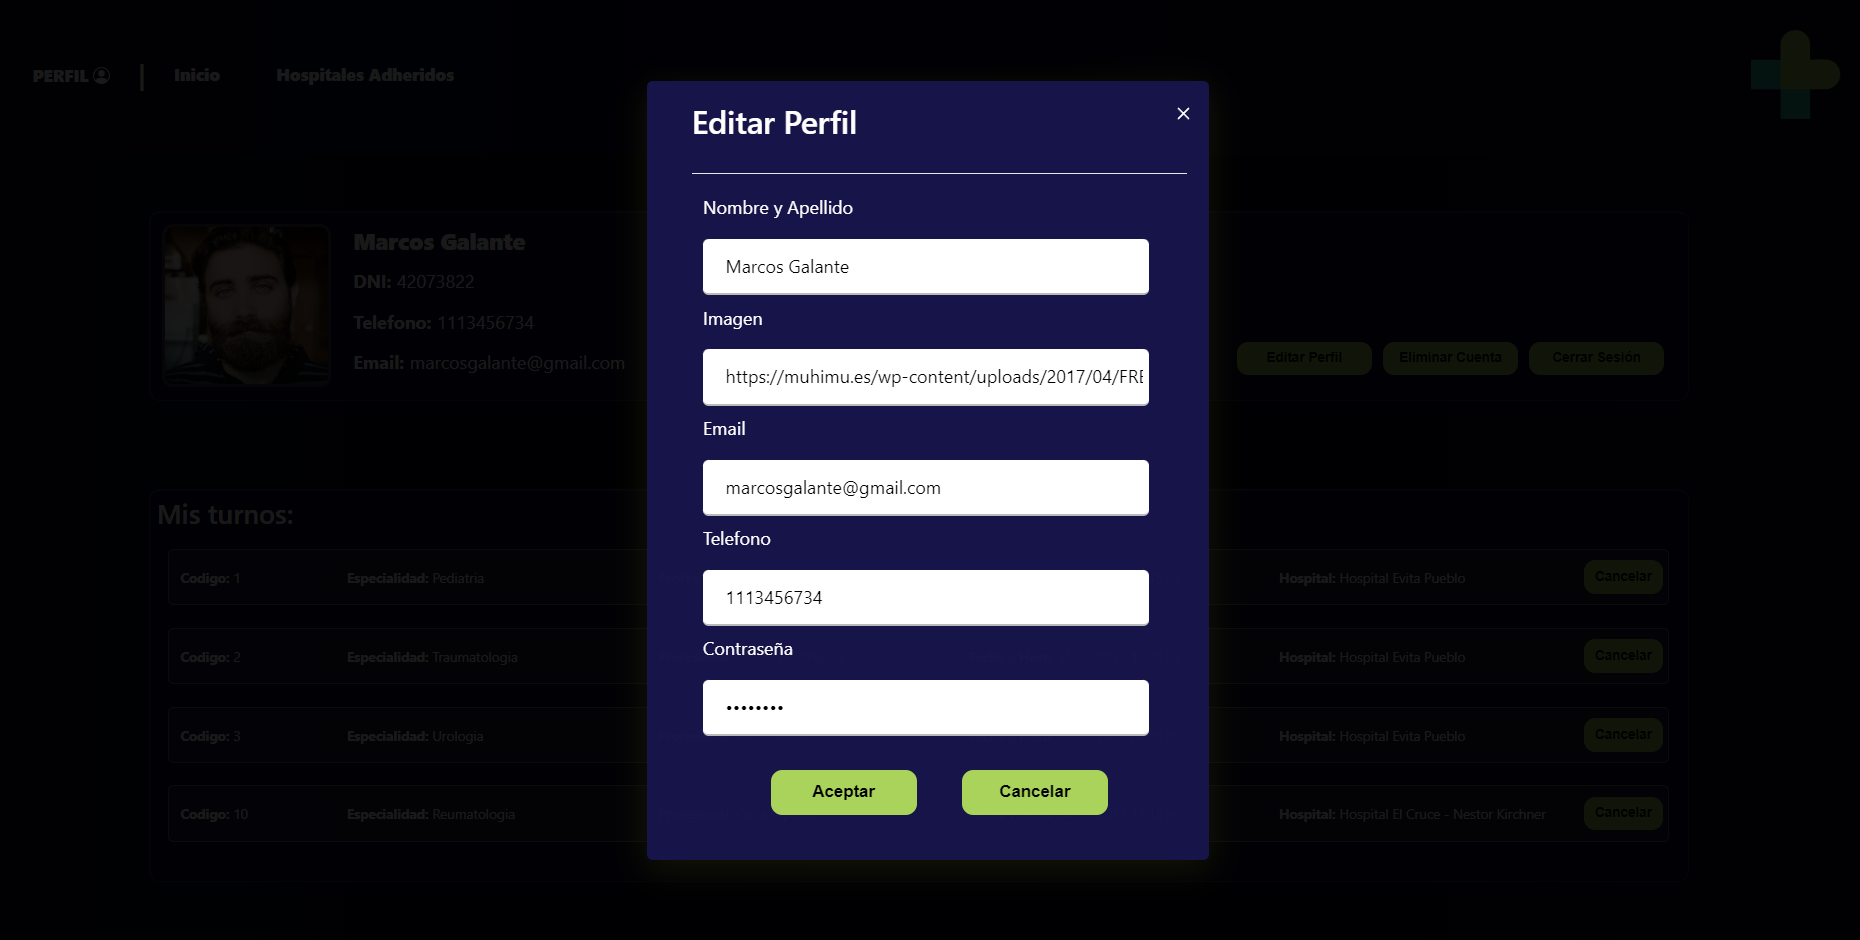 PERFIL
Inicio
Hospitales Adheridos
Editar Perfil
Nombre y Apellido
Marcos Galante
Imagen
https://muhimu.es/wp-content/uploads/2017/04/FRE
Email
marcosgalante@gmail.com
Telefono
1113456734
Contraseña
••••••••
Aceptar
Cancelar
Marcos Galante
DNI: 42073822
Telefono: 1113456734
Email: marcosgalante@gmail.com
Editar Perfil
Eliminar Cuenta
Cerrar Sesión
Mis turnos:
Codigo: 1 Especialidad: Pediatria Hospital: Hospital Evita Pueblo Cancelar
Codigo: 2 Especialidad: Traumatologia Hospital: Hospital Evita Pueblo Cancelar
Codigo: 3 Especialidad: Urologia Hospital: Hospital Evita Pueblo Cancelar
Codigo: 10 Especialidad: Reumatologia Hospital: Hospital El Cruce - Nestor Kirchner Cancelar